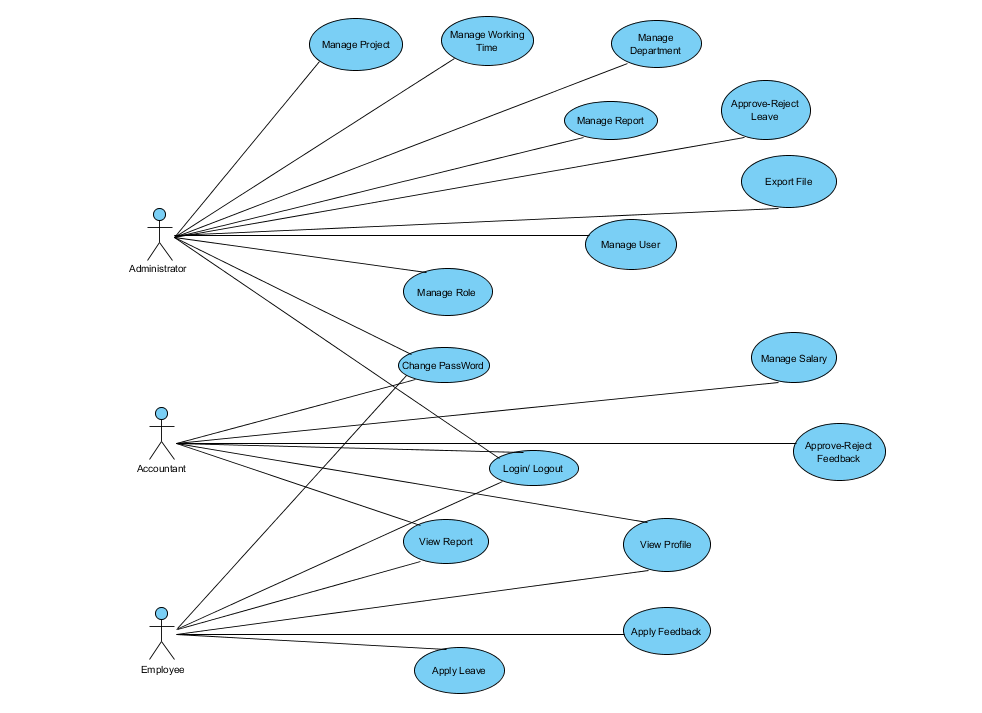 Manage Project
Manage Working
Time
Manage
Department
Manage Report
Approve-Reject
Leave
Export File
Manage User
Administrator
Manage Role
Change PassWord
Manage Salary
Accountant
Approve-Reject
Feedback
Login/ Logout
View Report
View Profile
Employee
Apply Feedback
Apply Leave